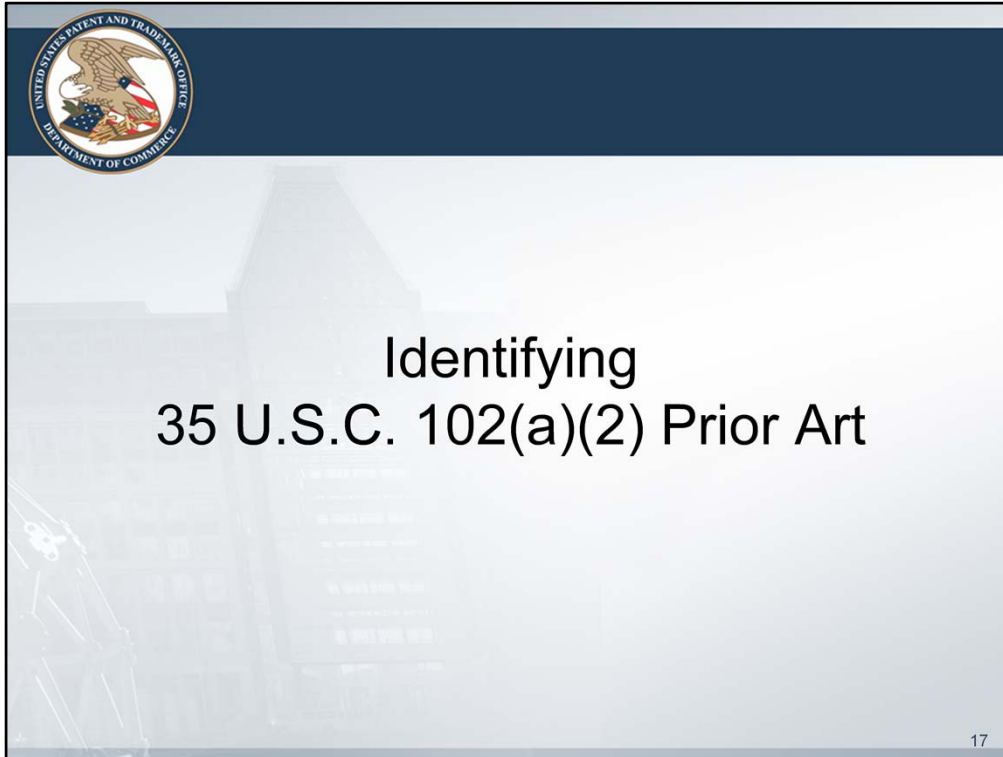 UNITED STATES PATENT AND TRADEMARK OFFICE
DEPARTMENT OF COMMERCE
Identifying
35 U.S.C. 102(a)(2) Prior Art
17